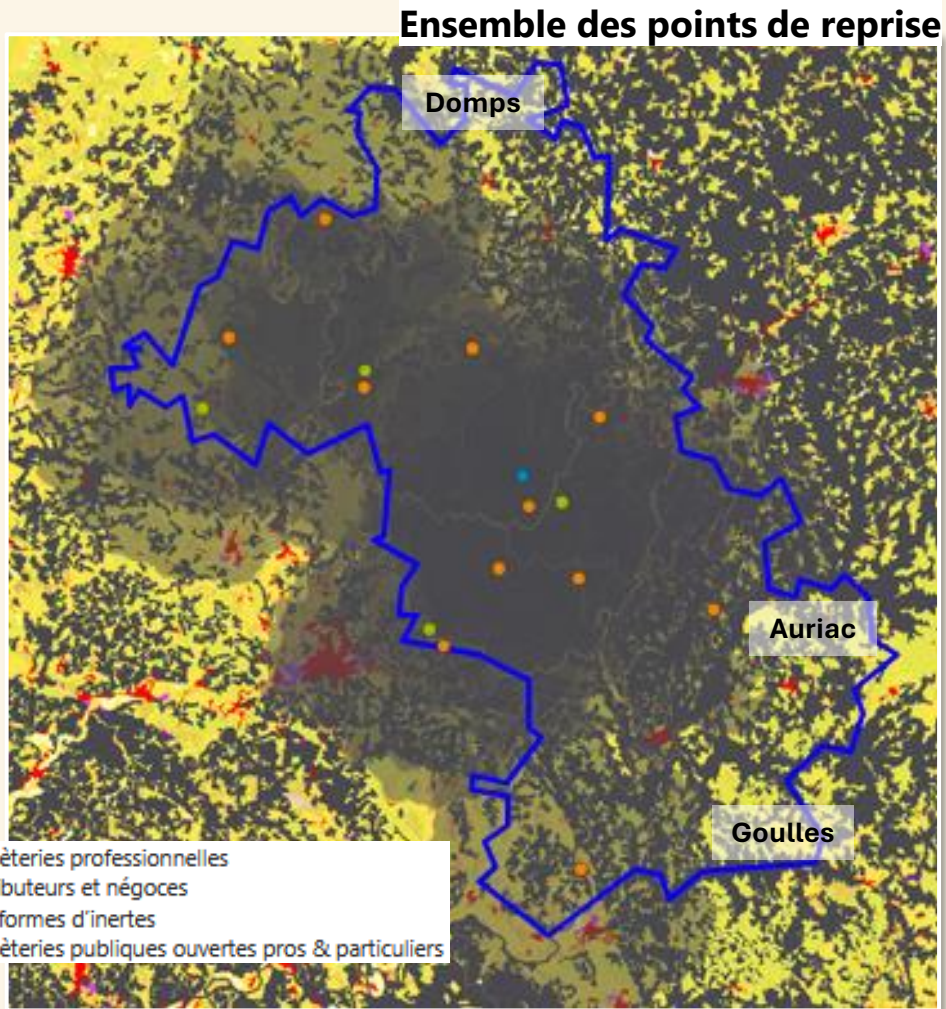 Ensemble des points de reprise
Domps
Auriac
Goulles
èteries professionnelles
buteurs et négoces
formes d'inertes
èteries publiques ouvertes pros & particuliers